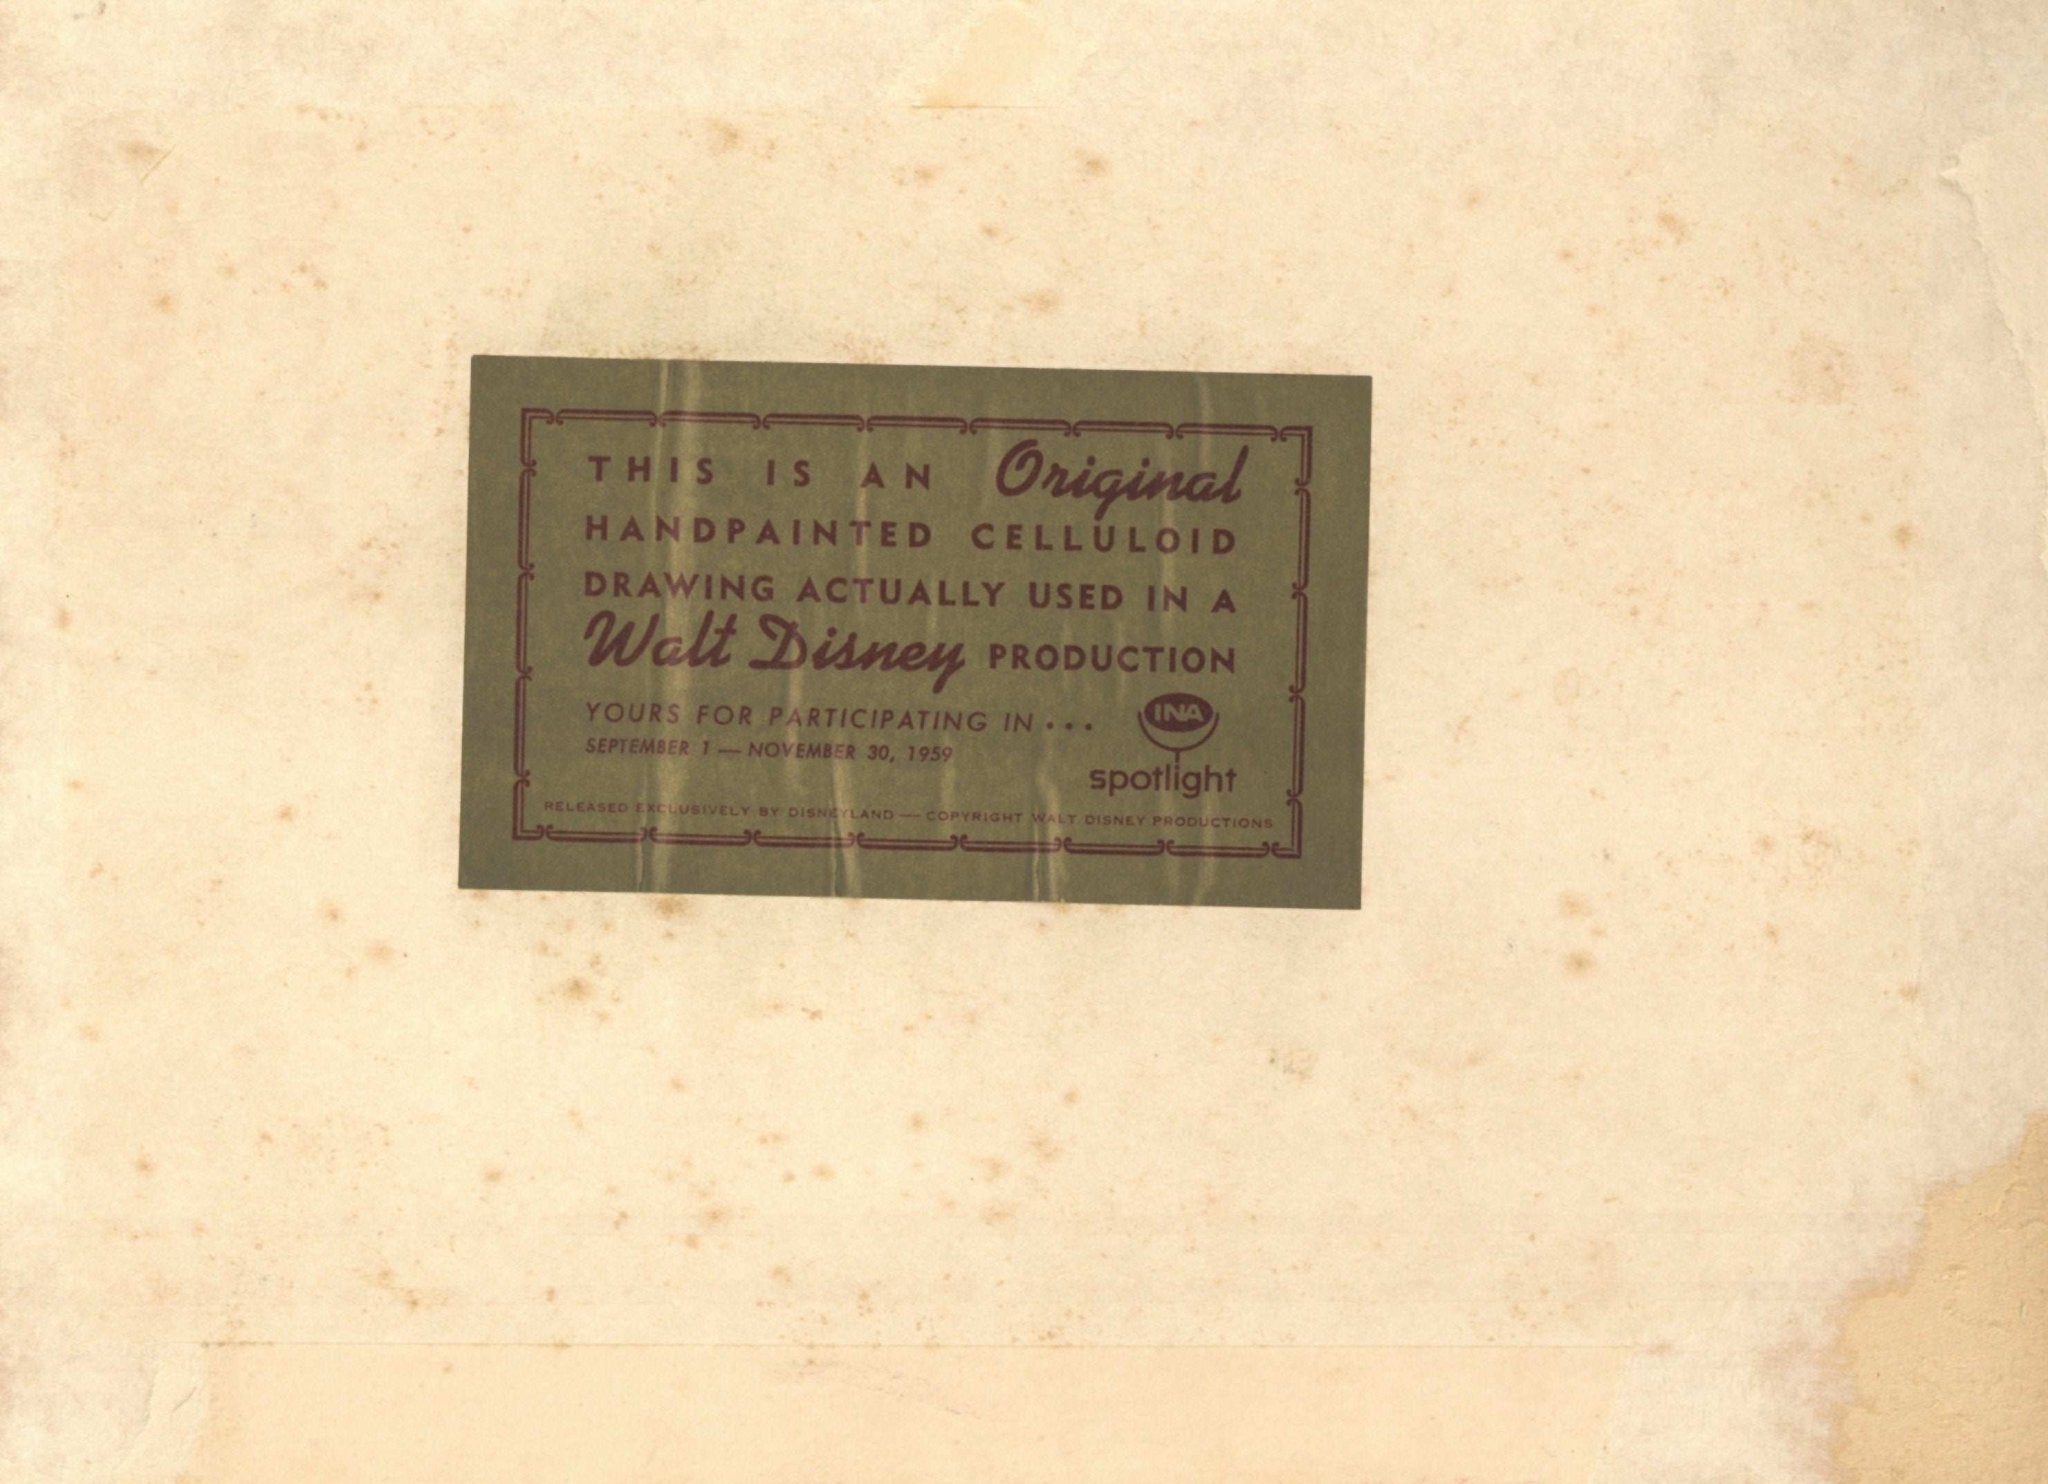 THIS IS AN Original
HANDPAINTED CELLULOID
DRAWING ACTUALLY USED IN A
Walt Disney PRODUCTION
YOURS FOR PARTICIPATING IN...
SEPTEMBER 1 — NOVEMBER 30, 1959
INA
spotlight
RELEASED EXCLUSIVELY BY DISNEYLAND — COPYRIGHT WALT DISNEY PRODUCTIONS